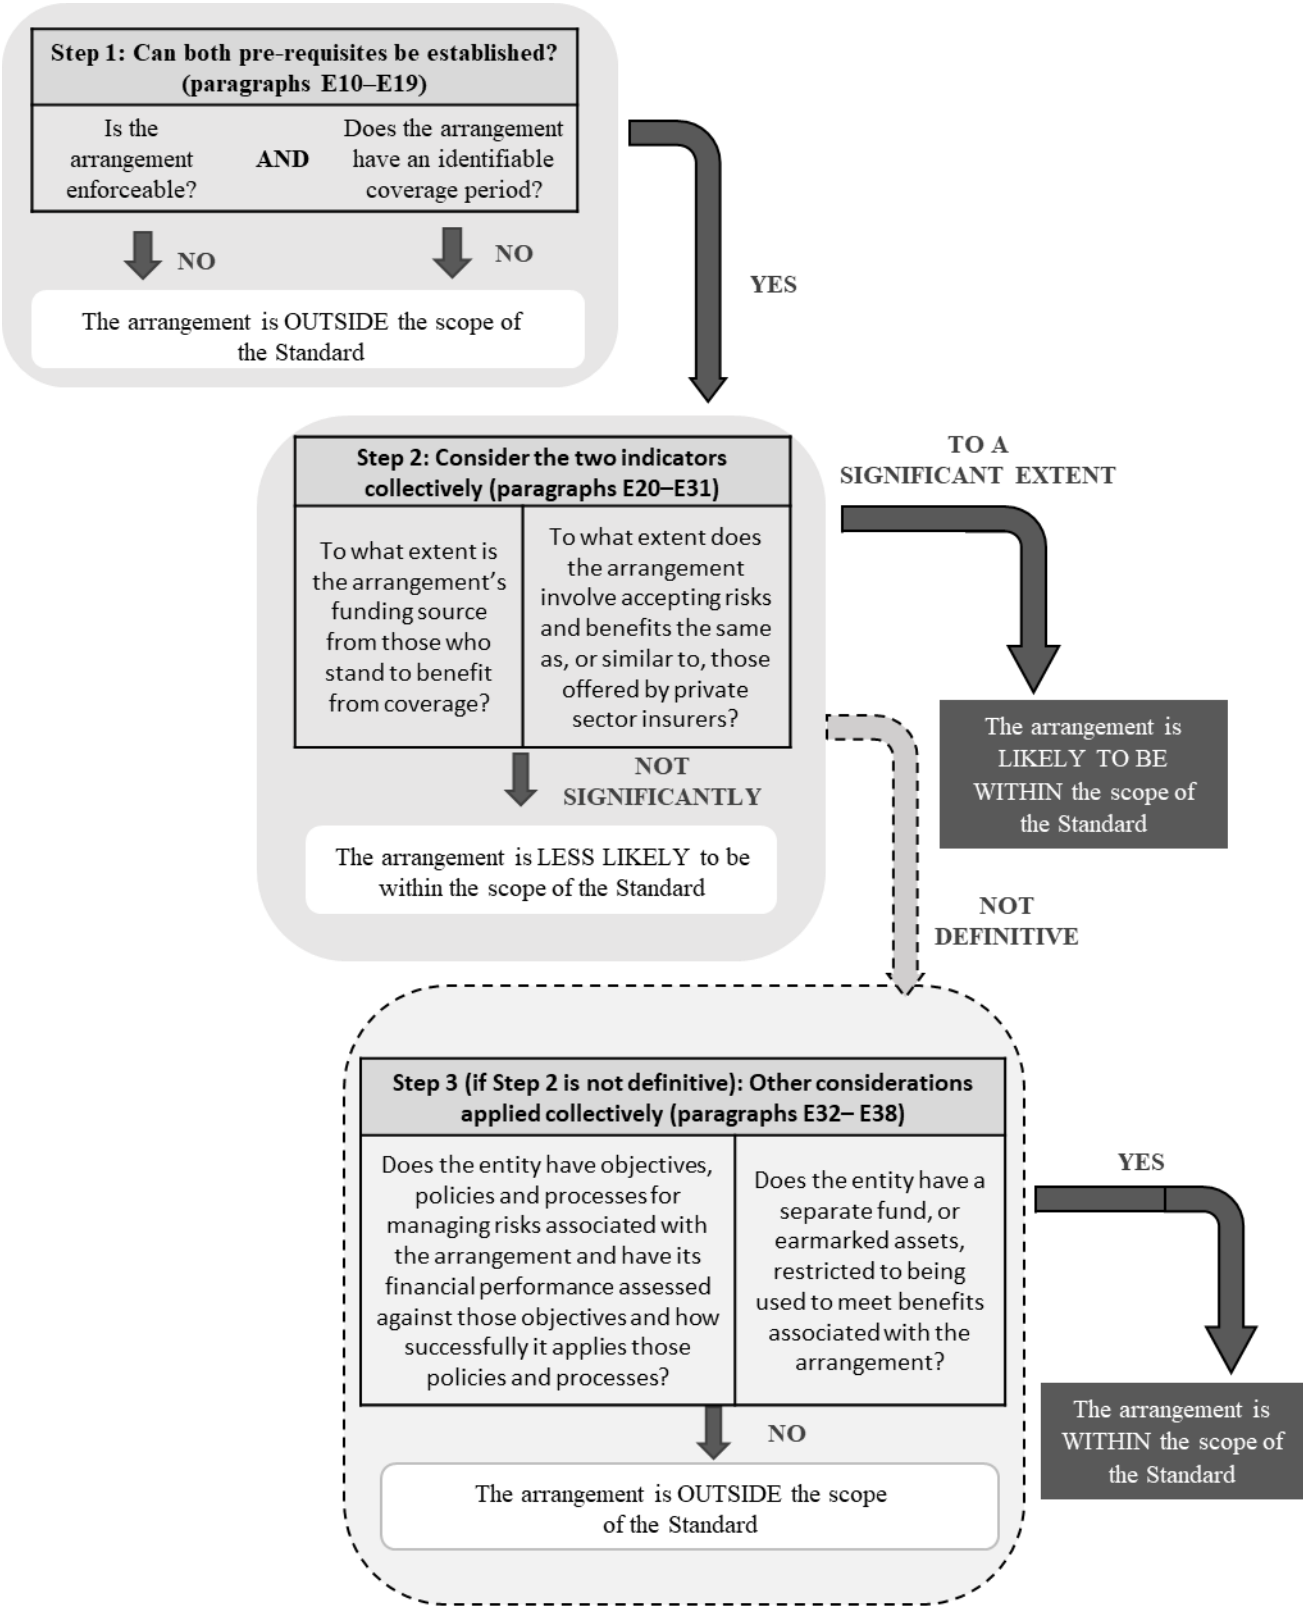 Step 1: Can both pre-requisites be established?
(paragraphs E10–E19)
Is the
arrangement
enforceable?
AND
Does the arrangement
have an identifiable
coverage period?
NO
NO
The arrangement is OUTSIDE the scope of
the Standard
YES
Step 2: Consider the two indicators
collectively (paragraphs E20–E31)
To what extent is
the arrangement’s
funding source
from those who
stand to benefit
from coverage?
To what extent does
the arrangement
involve accepting risks
and benefits the same
as, or similar to, those
offered by private
sector insurers?
TO A
SIGNIFICANT EXTENT
The arrangement is
LIKELY TO BE
WITHIN the scope of
the Standard
NOT
SIGNIFICANTLY
The arrangement is LESS LIKELY to be
within the scope of the Standard
NOT
DEFINITIVE
Step 3 (if Step 2 is not definitive): Other considerations
applied collectively (paragraphs E32– E38)
Does the entity have objectives,
policies and processes for
managing risks associated with
the arrangement and have its
financial performance assessed
against those objectives and how
successfully it applies those
policies and processes?
Does the entity have a
separate fund, or
earmarked assets,
restricted to being
used to meet benefits
associated with the
arrangement?
YES
The arrangement is
WITHIN the scope of
the Standard
NO
The arrangement is OUTSIDE the scope
of the Standard